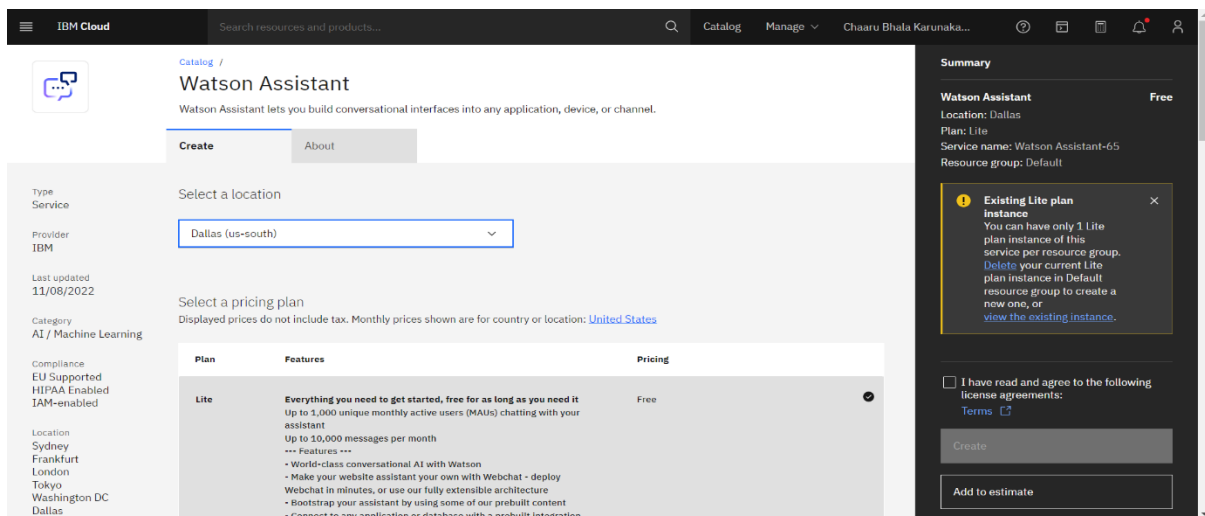 IBM Cloud
Search resources and products...
Catalog
Manage
Chaaru Bhala Karunaka...
Catalog /
Watson Assistant
Watson Assistant lets you build conversational interfaces into any application, device, or channel.
Create
About
Type
Service
Provider
IBM
Last updated
11/08/2022
Category
AI / Machine Learning
Compliance
EU Supported
HIPAA Enabled
IAM-enabled
Location
Sydney
Frankfurt
London
Tokyo
Washington DC
Dallas
Select a location
Dallas (us-south)
Select a pricing plan
Displayed prices do not include tax. Monthly prices shown are for country or location: United States
Plan
Features
Pricing
Lite
Everything you need to get started, free for as long as you need it
Up to 1,000 unique monthly active users (MAUs) chatting with your
assistant
Up to 10,000 messages per month
--- Features ---
- World-class conversational AI with Watson
- Make your website assistant your own with Webchat - deploy
Webchat in minutes, or use our fully extensible architecture
- Bootstrap your assistant by using some of our prebuilt content
- Connect to any application or database with a prebuilt integration
Free
Summary
Watson Assistant
Free
Location: Dallas
Plan: Lite
Service name: Watson Assistant-65
Resource group: Default
Existing Lite plan
instance
You can have only 1 Lite
plan instance of this
service per resource group.
Delete your current Lite
plan instance in Default
resource group to create a
new one, or
view the existing instance.
I have read and agree to the following
license agreements:
Terms
Create
Add to estimate